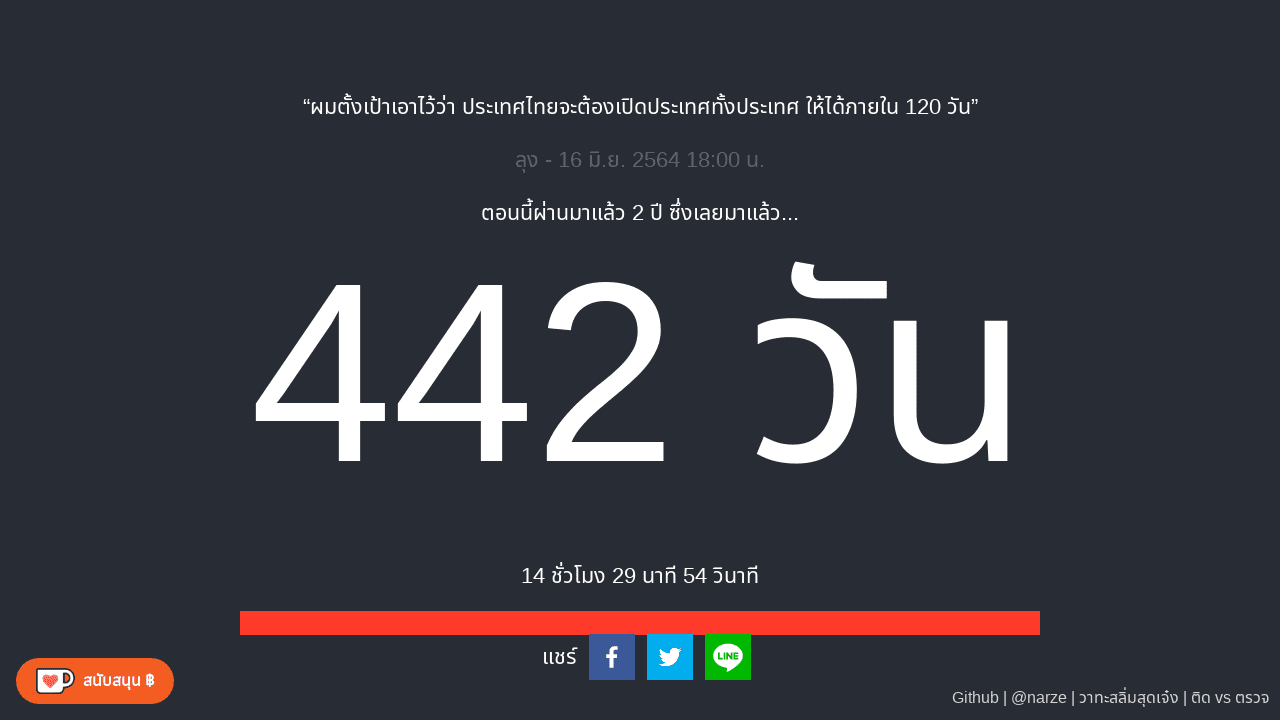 “ผมตั้งเป้าเอาไว้ว่า ประเทศไทยจะต้องเปิดประเทศทั้งประเทศ ให้ได้ภายใน 120 วัน”
ลุง - 16 มิ.ย. 2564 18:00 น.
ตอนนี้ผ่านมาแล้ว 2 ปี ซึ่งเลยมาแล้ว...
442 วัน
14 ชั่วโมง 29 นาที 54 วินาที
แชร์
LINE
สนับสนุน ฿
Github | @narze | วาทะสลิ่มสุดเจ๋ง | ติด vs ตรวจ